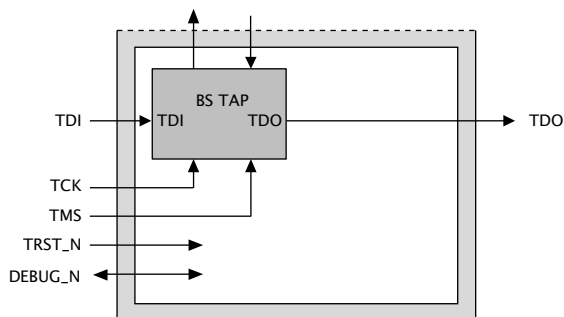 BS TAP
TDI TDI TDO TDO
TCK
TMS
TRST_N
DEBUG_N